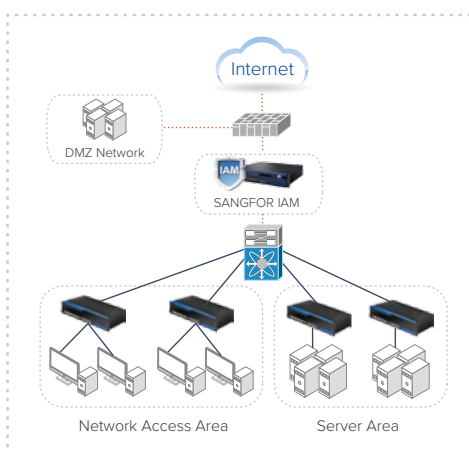 Internet
DMZ Network
IAM
SANGFOR IAM
Network Access Area
Server Area